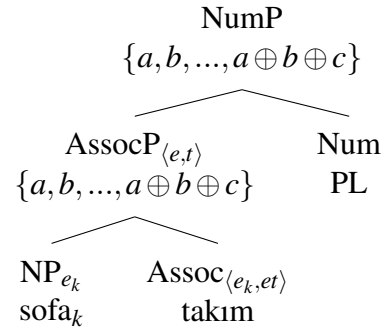 NumP
{a, b, ..., a ⊕ b ⊕ c}
AssocP⟨e,t⟩ Num
{a, b, ..., a ⊕ b ⊕ c} PL
NPe_k Assoc⟨e_k,et⟩
sofa_k takım